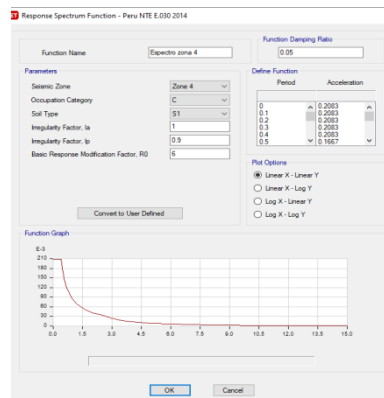 Response Spectrum Function - Peru NTE E.030 2014
Function Name
Espectro zona 4
Function Damping Ratio
0.05
Parameters
Seismic Zone
Zone 4
Occupation Category
C
Soil Type
S1
Irregularity Factor, Ia
1
Irregularity Factor, Ip
0.9
Basic Response Modification Factor, R0
6
Convert to User Defined
Define Function
Period Acceleration
0 0.2083
0.1 0.2083
0.2 0.2083
0.3 0.2083
0.4 0.2083
0.5 0.1667
Plot Options
Linear X - Linear Y
Linear X - Log Y
Log X - Linear Y
Log X - Log Y
Function Graph
E-3
210
180
150
120
90
60
30
0
0.0 1.5 3.0 4.5 6.0 7.5 9.0 10.5 12.0 13.5 15.0
OK Cancel